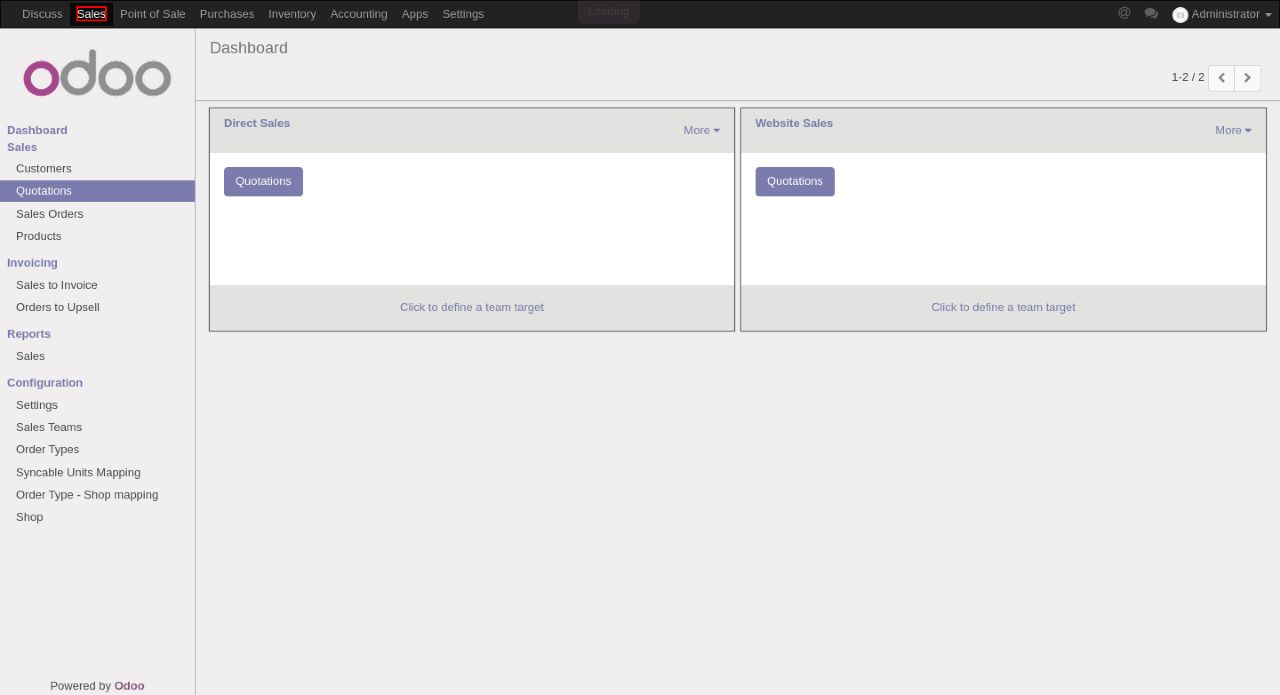 Discuss Sales Point of Sale Purchases Inventory Accounting Apps Settings Loading @ Administrator
odoo
Dashboard
1-2 / 2
Dashboard
Sales
Customers
Quotations
Sales Orders
Products
Invoicing
Sales to Invoice
Orders to Upsell
Reports
Sales
Configuration
Settings
Sales Teams
Order Types
Syncable Units Mapping
Order Type - Shop mapping
Shop
Powered by Odoo
Direct Sales
More
Quotations
Click to define a team target
Website Sales
More
Quotations
Click to define a team target